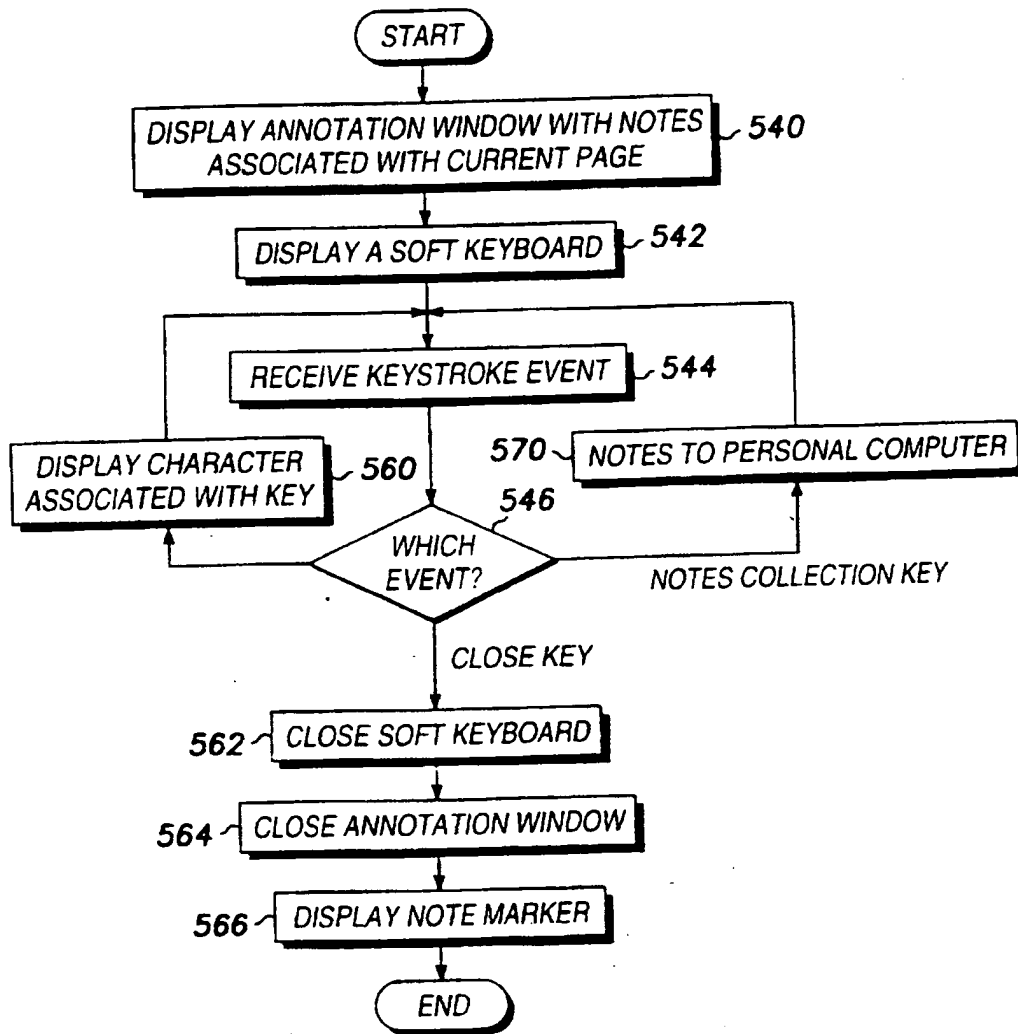 START
DISPLAY ANNOTATION WINDOW WITH NOTES
ASSOCIATED WITH CURRENT PAGE
540
DISPLAY A SOFT KEYBOARD
542
RECEIVE KEYSTROKE EVENT
544
DISPLAY CHARACTER
ASSOCIATED WITH KEY
560
570
NOTES TO PERSONAL COMPUTER
546
WHICH
EVENT?
NOTES COLLECTION KEY
CLOSE KEY
562
CLOSE SOFT KEYBOARD
564
CLOSE ANNOTATION WINDOW
566
DISPLAY NOTE MARKER
END